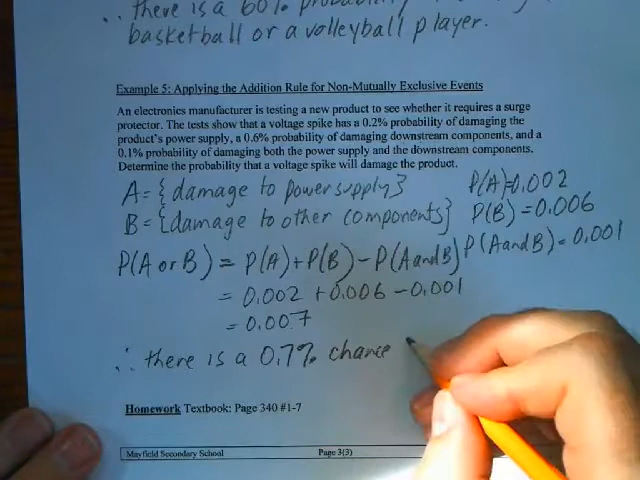 ∴ there is a 60% 
basketball or a volleyball player.
Example 5: Applying the Addition Rule for Non-Mutually Exclusive Events
An electronics manufacturer is testing a new product to see whether it requires a surge
protector. The tests show that a voltage spike has a 0.2% probability of damaging the
product's power supply, a 0.6% probability of damaging downstream components, and a
0.1% probability of damaging both the power supply and the downstream components.
Determine the probability that a voltage spike will damage the product.
A = { damage to power supply} P(A)=0.002
B = {damage to other components} P(B) = 0.006
P(A or B) = P(A) + P(B) - P(A and B) P(A and B) = 0.001
= 0.002 + 0.006 - 0.001
= 0.007
∴ there is a 0.7% chance
Homework Textbook: Page 340 #1-7
Mayfield Secondary School Page 3(3)